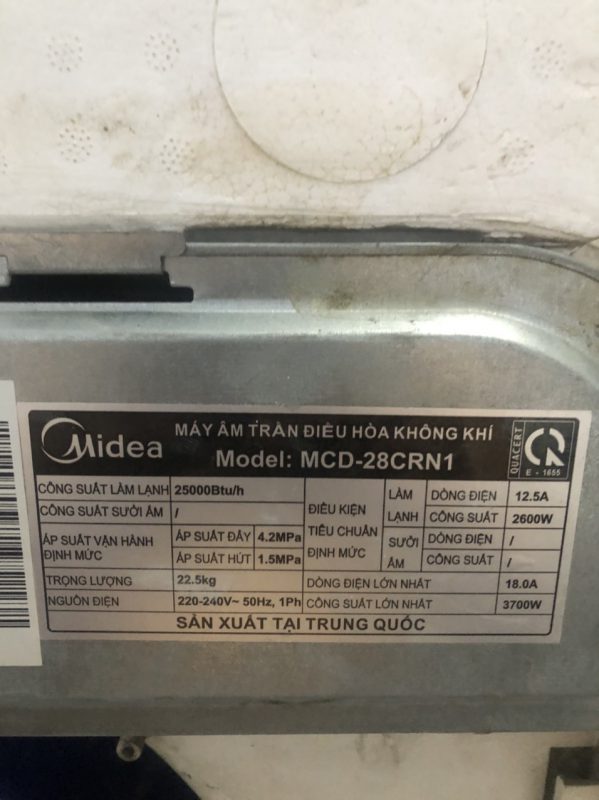 Midea
MÁY ÂM TRẦN ĐIỀU HÒA KHÔNG KHÍ
Model: MCD-28CRN1
QUACERT
E - 1655
CÔNG SUẤT LÀM LẠNH 25000Btu/h
CÔNG SUẤT SƯỞI ẤM /
ÁP SUẤT VẬN HÀNH
ĐỊNH MỨC
ÁP SUẤT ĐẨY 4.2MPa
ÁP SUẤT HÚT 1.5MPa
ĐIỀU KIỆN
TIÊU CHUẨN
ĐỊNH MỨC
LÀM
LẠNH
DÒNG ĐIỆN 12.5A
CÔNG SUẤT 2600W
SƯỞI
ẤM
DÒNG ĐIỆN /
CÔNG SUẤT /
TRỌNG LƯỢNG 22.5kg
DÒNG ĐIỆN LỚN NHẤT 18.0A
NGUỒN ĐIỆN 220-240V~ 50Hz, 1Ph
CÔNG SUẤT LỚN NHẤT 3700W
SẢN XUẤT TẠI TRUNG QUỐC